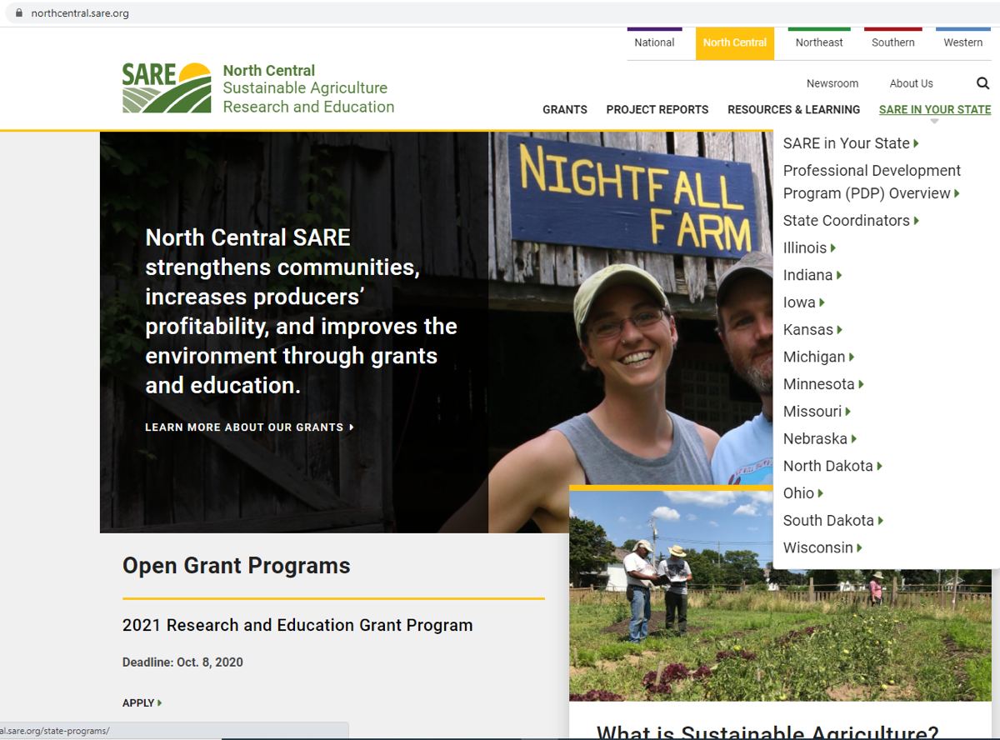 northcentral.sare.org
National
North Central
Northeast
Southern
Western
SARE
North Central
Sustainable Agriculture
Research and Education
Newsroom
About Us
GRANTS
PROJECT REPORTS
RESOURCES & LEARNING
SARE IN YOUR STATE
SARE in Your State
Professional Development
Program (PDP) Overview
State Coordinators
Illinois
Indiana
Iowa
Kansas
Michigan
Minnesota
Missouri
Nebraska
North Dakota
Ohio
South Dakota
Wisconsin
NIGHTFALL
FARM
North Central SARE
strengthens communities,
increases producers’
profitability, and improves the
environment through grants
and education.
LEARN MORE ABOUT OUR GRANTS
Open Grant Programs
2021 Research and Education Grant Program
Deadline: Oct. 8, 2020
APPLY
al.sare.org/state-programs/
What is Sustainable Agriculture?